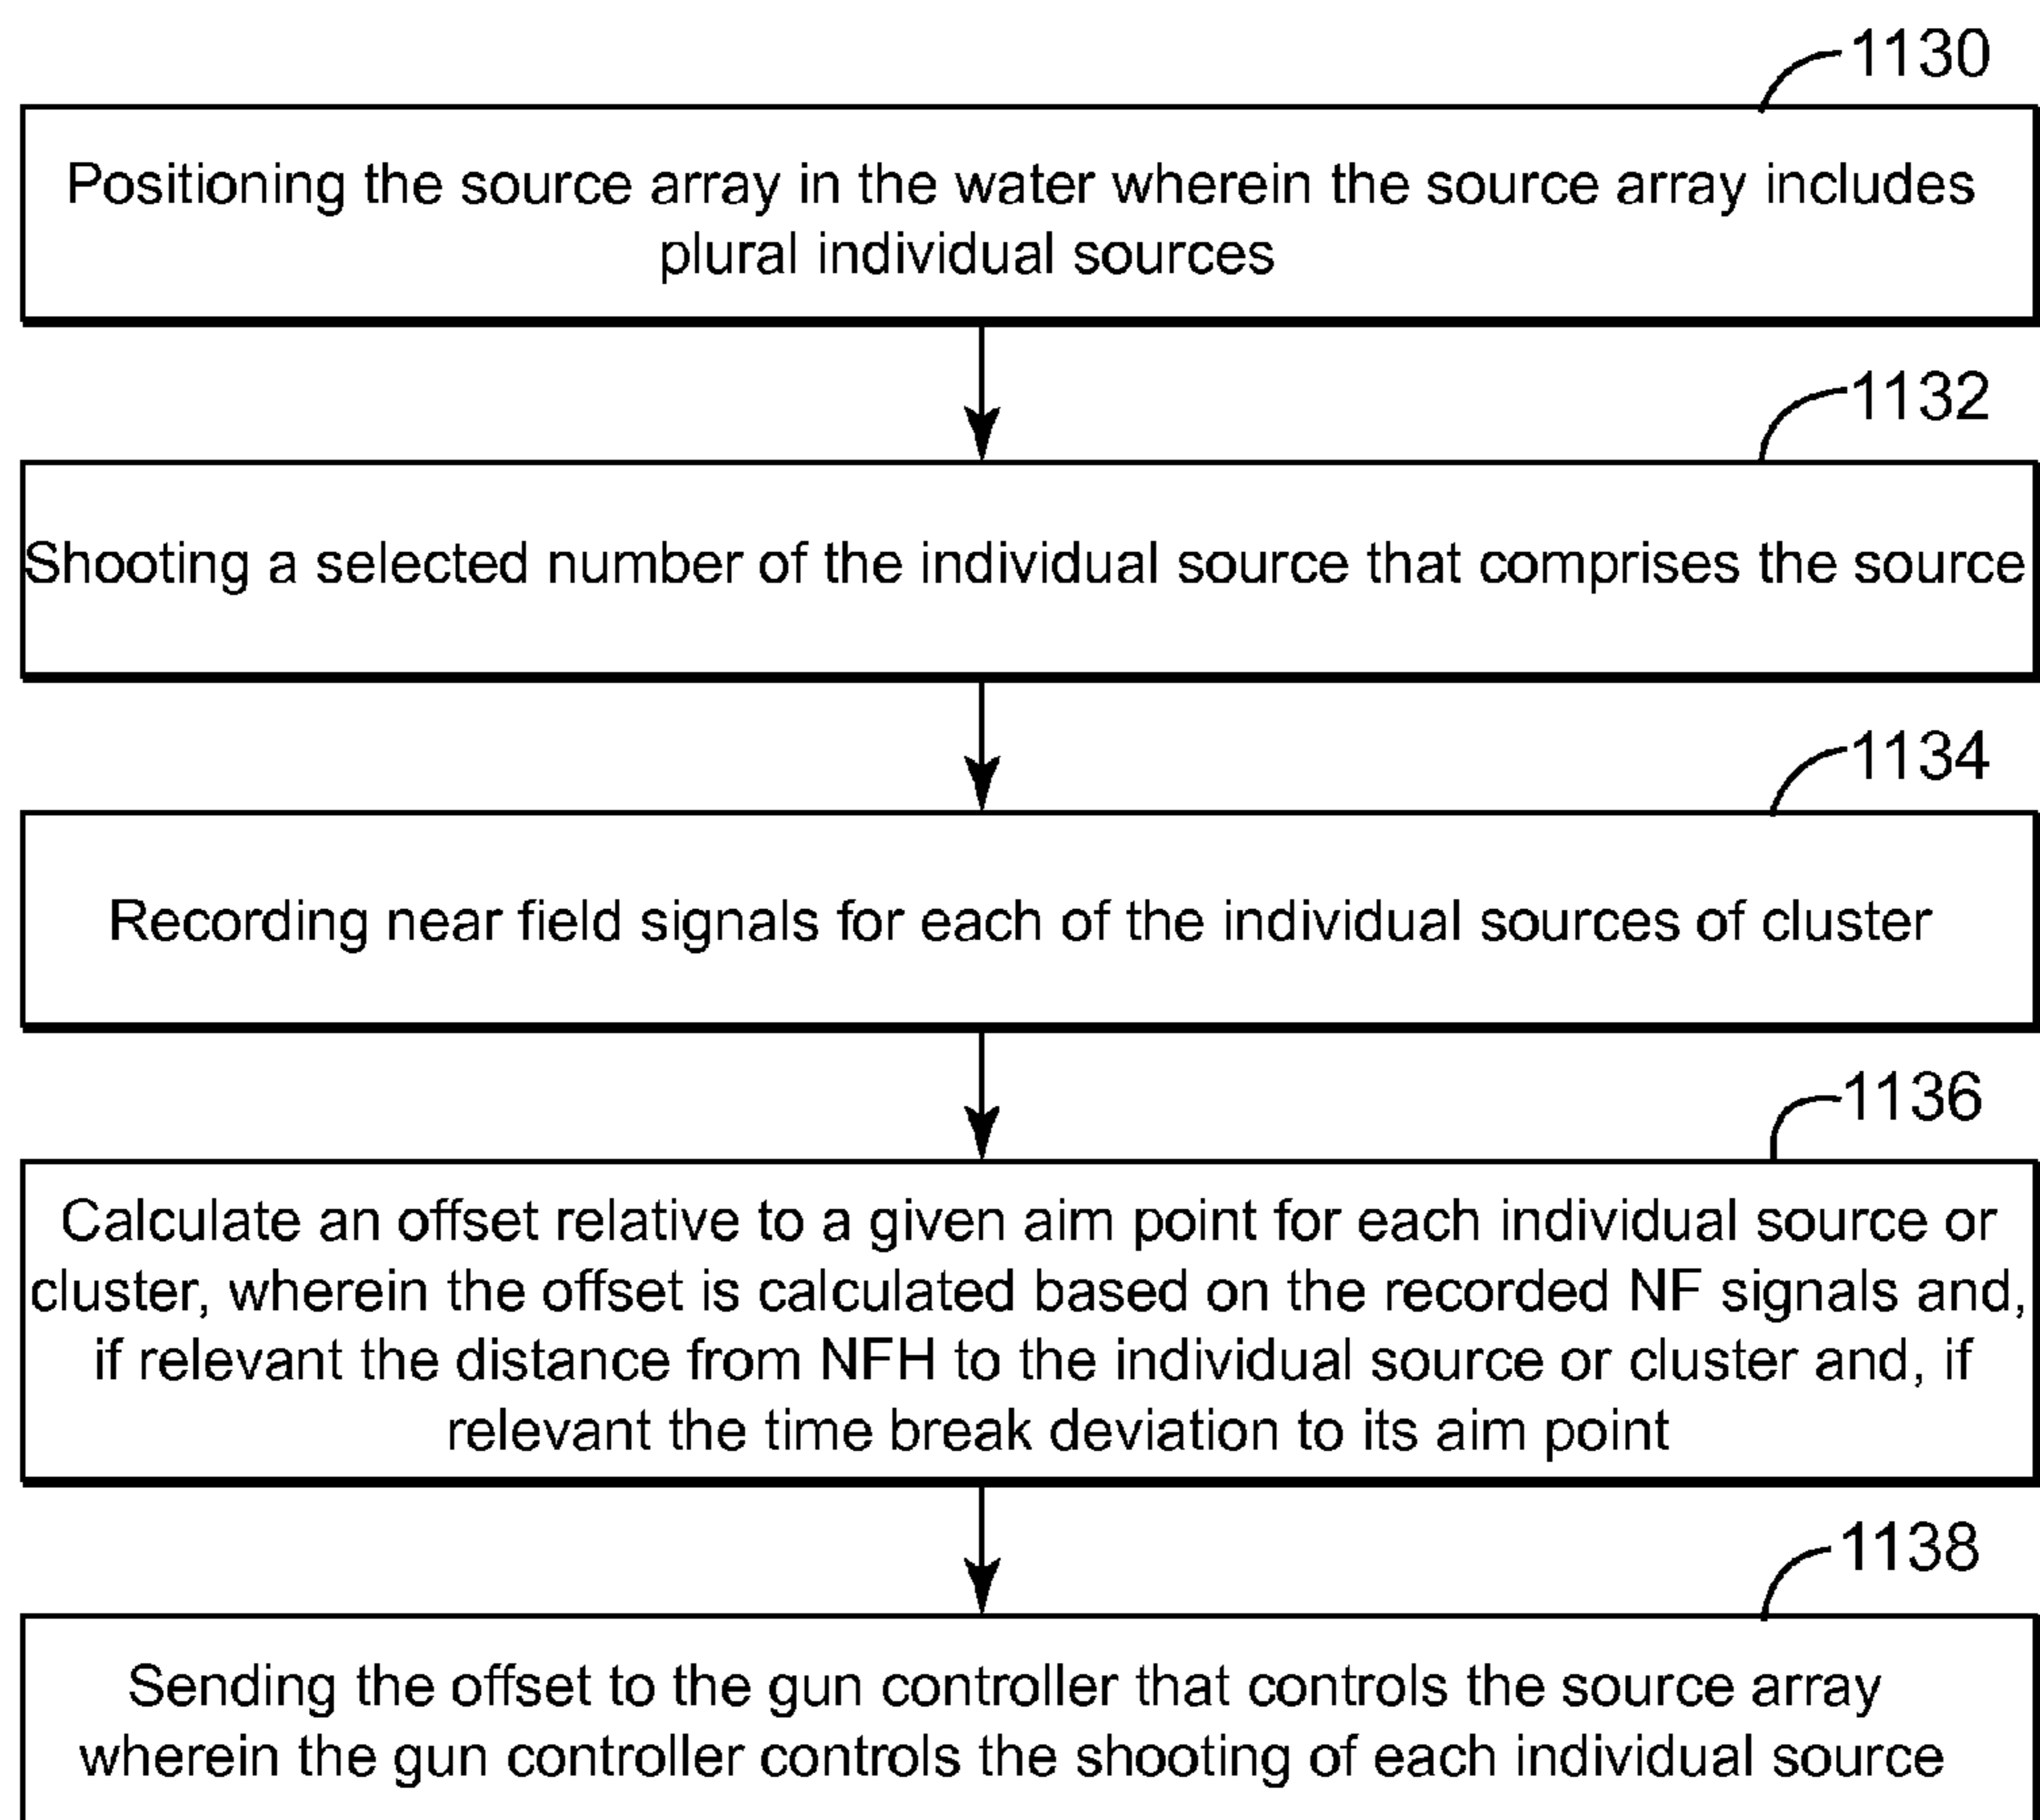 1130
Positioning the source array in the water wherein the source array includes
plural individual sources
1132
Shooting a selected number of the individual source that comprises the source
1134
Recording near field signals for each of the individual sources of cluster
1136
Calculate an offset relative to a given aim point for each individual source or
cluster, wherein the offset is calculated based on the recorded NF signals and,
if relevant the distance from NFH to the individual source or cluster and, if
relevant the time break deviation to its aim point
1138
Sending the offset to the gun controller that controls the source array
wherein the gun controller controls the shooting of each individual source